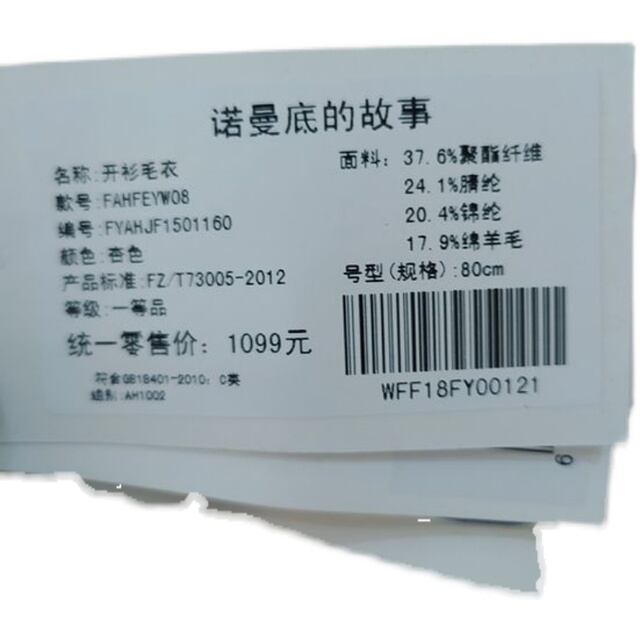 诺曼底的故事
名称:开衫毛衣
款号:FAHFEYW08
编号:FYAHJF1501160
颜色:杏色
产品标准:FZ/T73005-2012
等级:一等品
统一零售价：1099元
符合GB18401-2010：C类
组别:AH1002
面料：37.6%聚酯纤维
24.1%腈纶
20.4%锦纶
17.9%绵羊毛
号型(规格):80cm
WFF18FY00121